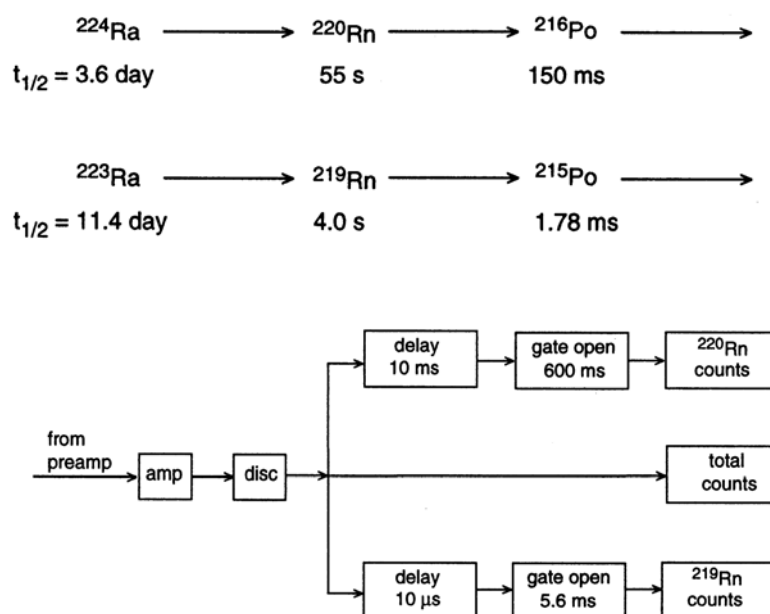 ²²⁴Ra ²²⁰Rn ²¹⁶Po
t₁/₂ = 3.6 day 55 s 150 ms
²²³Ra ²¹⁹Rn ²¹⁵Po
t₁/₂ = 11.4 day 4.0 s 1.78 ms
delay
10 ms
gate open
600 ms
²²⁰Rn
counts
from
preamp
amp
disc
total
counts
delay
10 μs
gate open
5.6 ms
²¹⁹Rn
counts